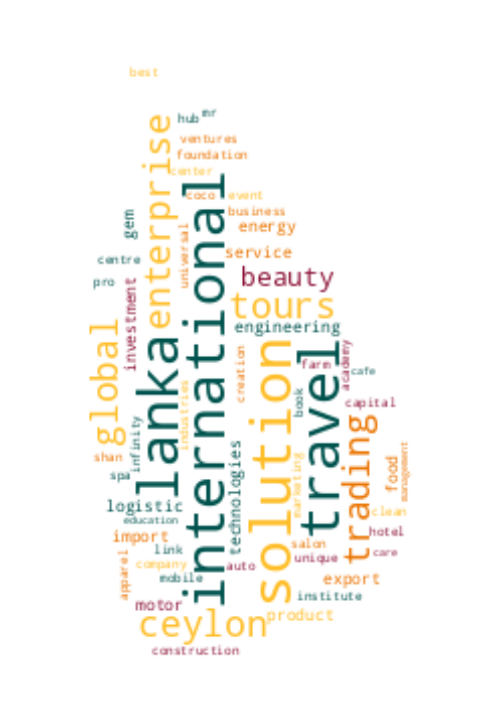 best
hub
mr
enterprise
ventures
foundation
center
international
coco
event
business
gem
energy
universal
service
centre
beauty
pro
investment
tours
global
engineering
lanka
solution
travel
creation
farm
academy
cafe
industries
book
capital
infinity
trading
technologies
shan
marketing
food
management
spa
logistic
clean
education
import
hotel
salon
link
care
unique
apparel
company
auto
mobile
export
institute
motor
product
ceylon
construction